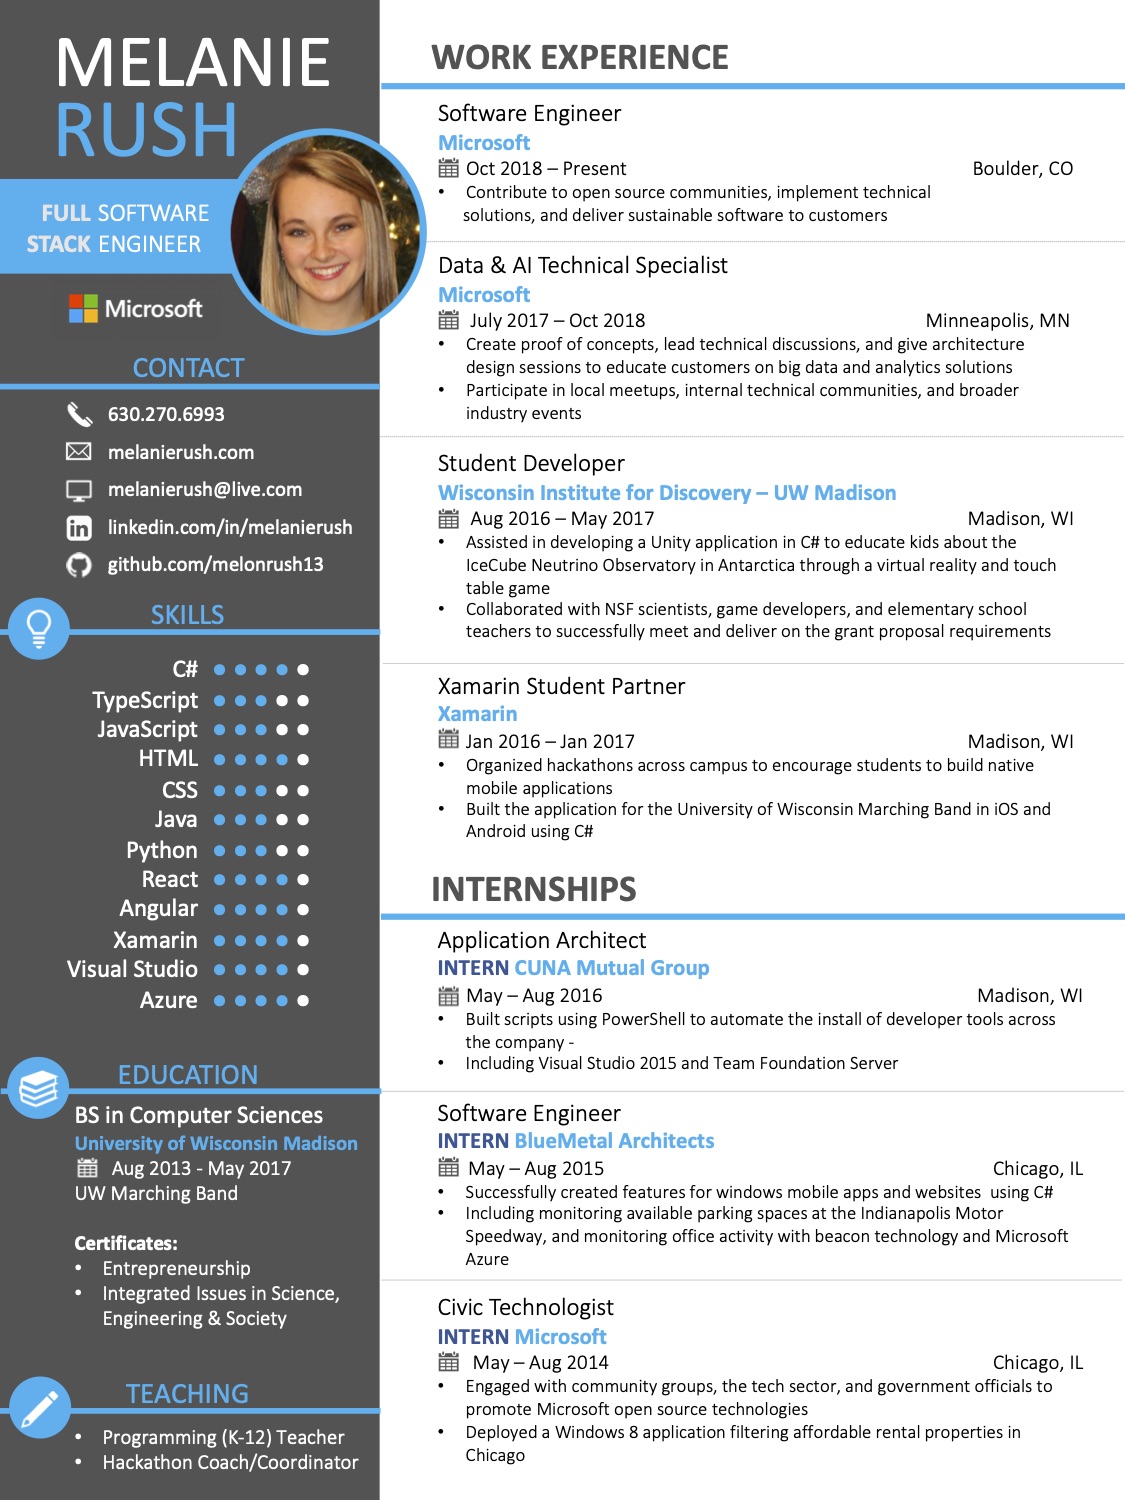 MELANIE
RUSH
FULL SOFTWARE
STACK ENGINEER
Microsoft
CONTACT
630.270.6993
melanierush.com
melanierush@live.com
linkedin.com/in/melanierush
github.com/melonrush13
SKILLS
C#
TypeScript
JavaScript
HTML
CSS
Java
Python
React
Angular
Xamarin
Visual Studio
Azure
EDUCATION
BS in Computer Sciences
University of Wisconsin Madison
Aug 2013 - May 2017
UW Marching Band
Certificates:
• Entrepreneurship
• Integrated Issues in Science,
Engineering & Society
TEACHING
• Programming (K-12) Teacher
• Hackathon Coach/Coordinator
WORK EXPERIENCE
Software Engineer
Microsoft
Oct 2018 – Present Boulder, CO
• Contribute to open source communities, implement technical
solutions, and deliver sustainable software to customers
Data & AI Technical Specialist
Microsoft
July 2017 – Oct 2018 Minneapolis, MN
• Create proof of concepts, lead technical discussions, and give architecture
design sessions to educate customers on big data and analytics solutions
• Participate in local meetups, internal technical communities, and broader
industry events
Student Developer
Wisconsin Institute for Discovery – UW Madison
Aug 2016 – May 2017 Madison, WI
• Assisted in developing a Unity application in C# to educate kids about the
IceCube Neutrino Observatory in Antarctica through a virtual reality and touch
table game
• Collaborated with NSF scientists, game developers, and elementary school
teachers to successfully meet and deliver on the grant proposal requirements
Xamarin Student Partner
Xamarin
Jan 2016 – Jan 2017 Madison, WI
• Organized hackathons across campus to encourage students to build native
mobile applications
• Built the application for the University of Wisconsin Marching Band in iOS and
Android using C#
INTERNSHIPS
Application Architect
INTERN CUNA Mutual Group
May – Aug 2016 Madison, WI
• Built scripts using PowerShell to automate the install of developer tools across
the company -
• Including Visual Studio 2015 and Team Foundation Server
Software Engineer
INTERN BlueMetal Architects
May – Aug 2015 Chicago, IL
• Successfully created features for windows mobile apps and websites  using C#
• Including monitoring available parking spaces at the Indianapolis Motor
Speedway, and monitoring office activity with beacon technology and Microsoft
Azure
Civic Technologist
INTERN Microsoft
May – Aug 2014 Chicago, IL
• Engaged with community groups, the tech sector, and government officials to
promote Microsoft open source technologies
• Deployed a Windows 8 application filtering affordable rental properties in
Chicago